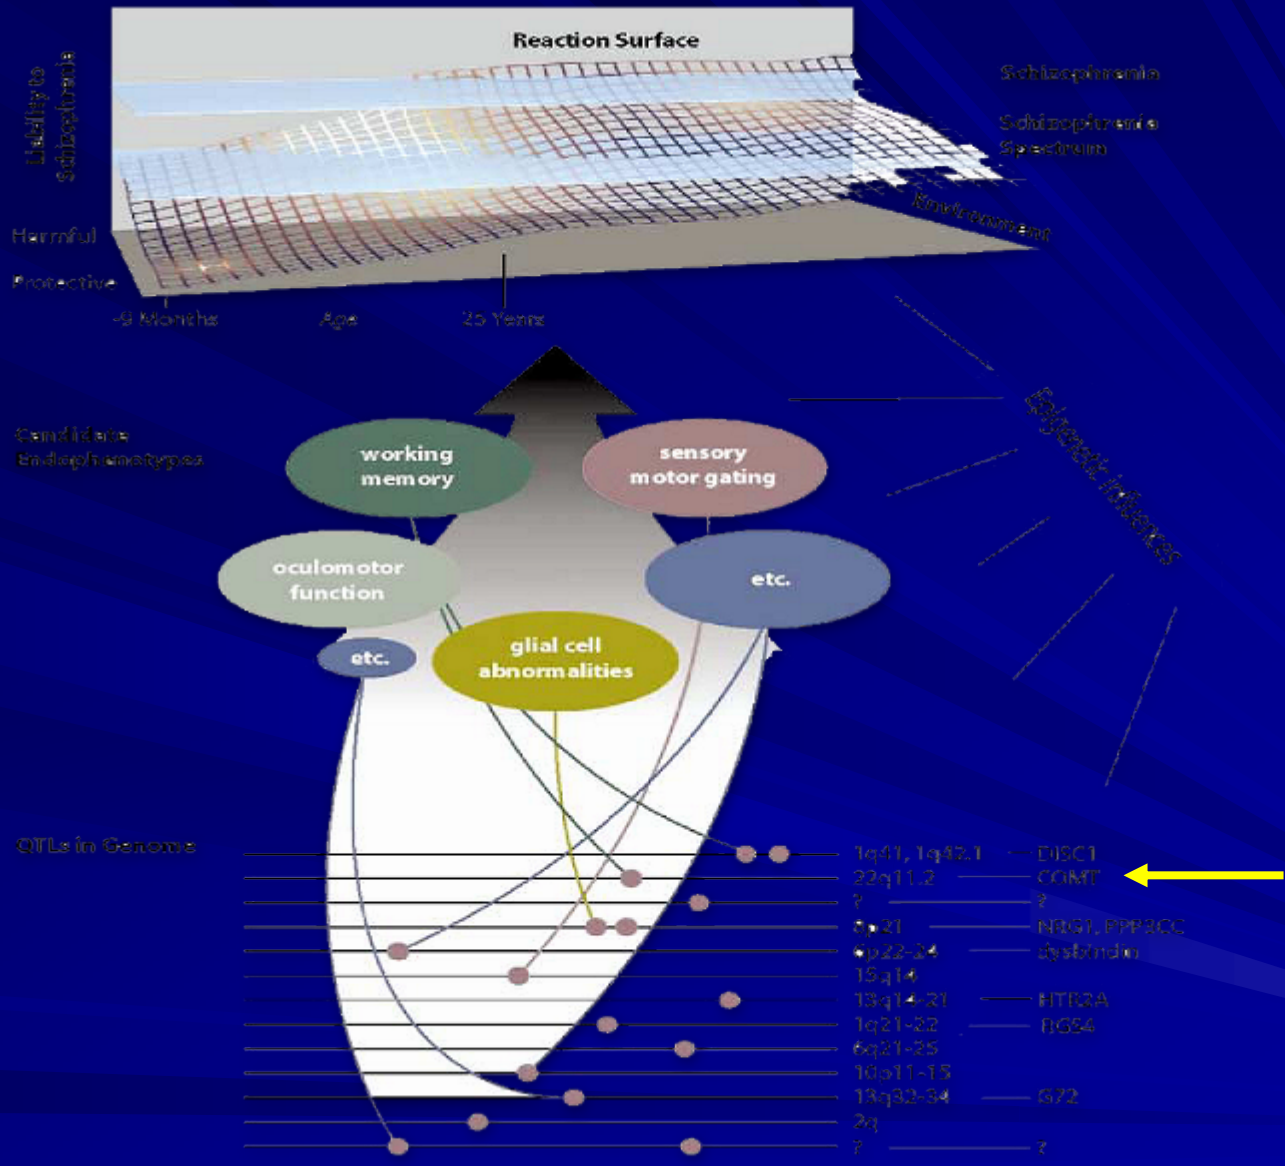 Reaction Surface
Liability to
Schizophrenia
Schizophrenia
Schizophrenia
Spectrum
Environment
Harmful
Protective
-9 Months
Age
25 Years
Epigenetic Influences
Candidate
Endophenotypes
working
memory
sensory
motor gating
oculomotor
function
etc.
etc.
glial cell
abnormalities
QTLs in Genome
1q41, 1q42.1 DISC1
22q11.2 COMT
? ?
8p21 NRG1, PPP3CC
6p22-24 dysbindin
15q14
13q14-21 HTR2A
1q21-22 RGS4
6q21-25
10p11-15
13q32-34 G72
2q
? ?